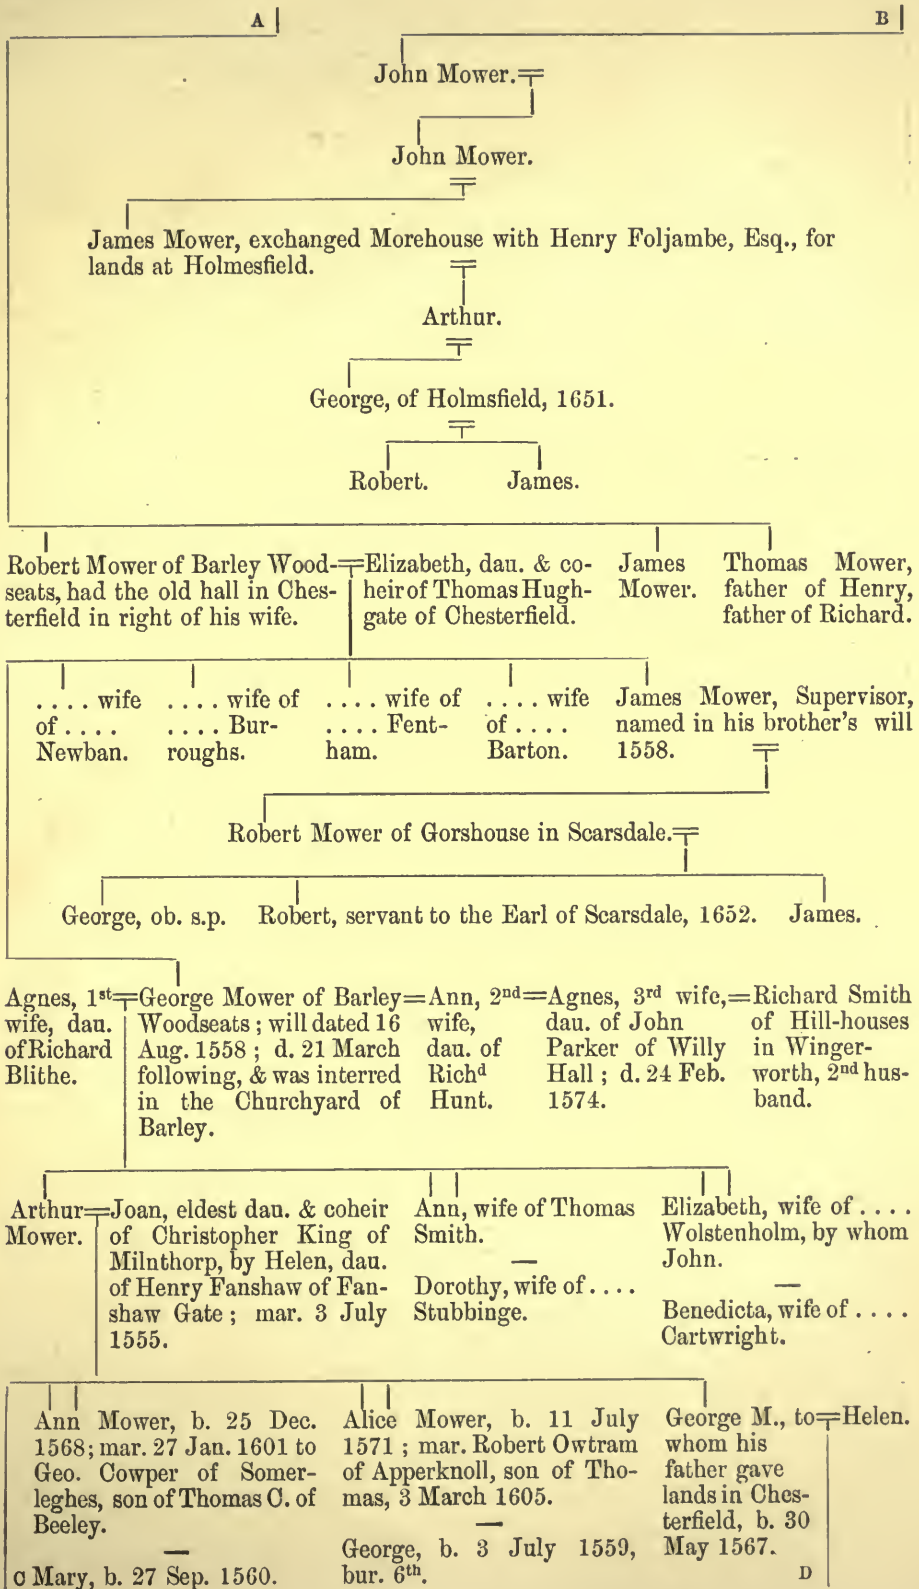 A
B
John Mower.
John Mower.
James Mower, exchanged Morehouse with Henry Foljambe, Esq., for
lands at Holmesfield.
Arthur.
George, of Holmsfield, 1651.
Robert. James.
Robert Mower of Barley Wood-
seats, had the old hall in Ches-
terfield in right of his wife.
Elizabeth, dau. & co-
heir of Thomas Hugh-
gate of Chesterfield.
James
Mower.
Thomas Mower,
father of Henry,
father of Richard.
.... wife
of ....
Newban.
.... wife of
.... Bur-
roughs.
.... wife of
.... Fent-
ham.
.... wife
of ....
Barton.
James Mower, Supervisor,
named in his brother's will
1558.
Robert Mower of Gorshouse in Scarsdale.
George, ob. s.p. Robert, servant to the Earl of Scarsdale, 1652. James.
Agnes, 1st
wife, dau.
of Richard
Blithe.
=George Mower of Barley
Woodseats; will dated 16
Aug. 1558; d. 21 March
following, & was interred
in the Churchyard of
Barley.
=Ann, 2nd
wife,
dau. of
Richd
Hunt.
=Agnes, 3rd wife,
dau. of John
Parker of Willy
Hall; d. 24 Feb.
1574.
=Richard Smith
of Hill-houses
in Winger-
worth, 2nd hus-
band.
Arthur
Mower.
=Joan, eldest dau. & coheir
of Christopher King of
Milnthorp, by Helen, dau.
of Henry Fanshaw of Fan-
shaw Gate; mar. 3 July
1555.
Ann, wife of Thomas
Smith.
—
Dorothy, wife of ....
Stubbinge.
Elizabeth, wife of ....
Wolstenholm, by whom
John.
—
Benedicta, wife of ....
Cartwright.
Ann Mower, b. 25 Dec.
1568; mar. 27 Jan. 1601 to
Geo. Cowper of Somer-
leghes, son of Thomas C. of
Beeley.
—
C Mary, b. 27 Sep. 1560.
Alice Mower, b. 11 July
1571; mar. Robert Owtram
of Apperknoll, son of Tho-
mas, 3 March 1605.
—
George, b. 3 July 1559,
bur. 6th.
George M., to
whom his
father gave
lands in Ches-
terfield, b. 30
May 1567.
=Helen.
D